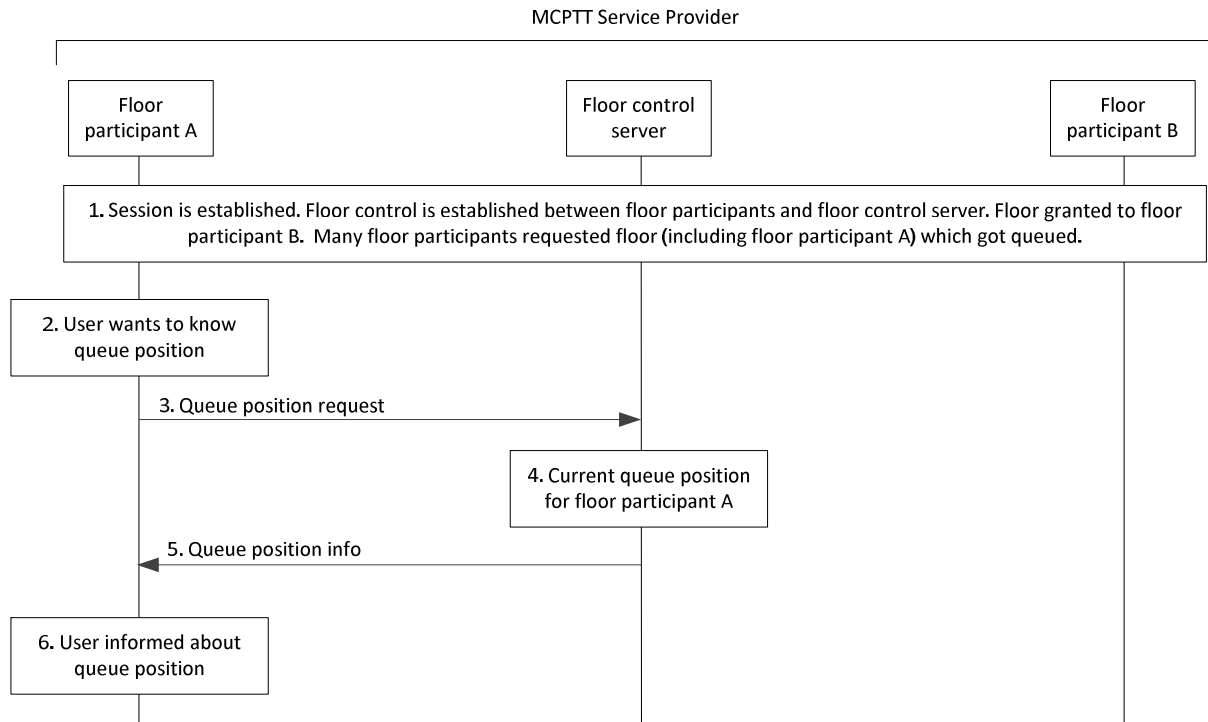 MCPTT Service Provider
Floor
participant A
Floor control
server
Floor
participant B
1. Session is established. Floor control is established between floor participants and floor control server. Floor granted to floor
participant B.  Many floor participants requested floor (including floor participant A) which got queued.
2. User wants to know
queue position
3. Queue position request
4. Current queue position
for floor participant A
5. Queue position info
6. User informed about
queue position